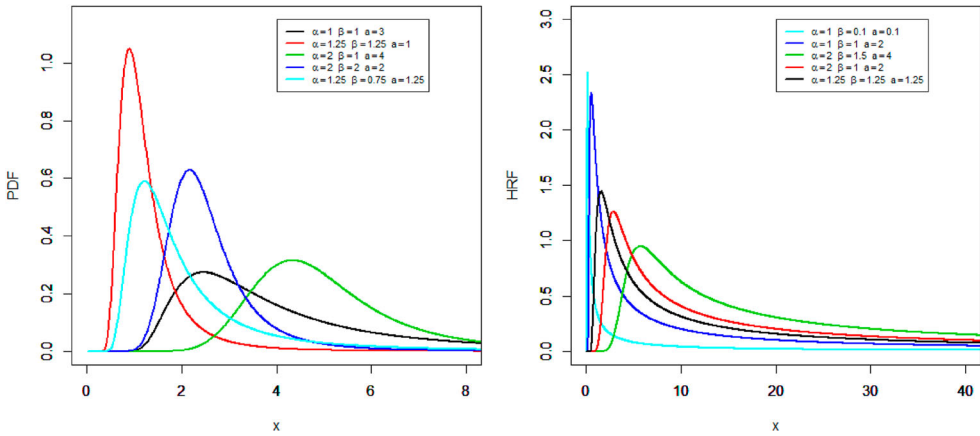 α=1 β=1 a=3
α=1.25 β=1.25 a=1
α=2 β=1 a=4
α=2 β=2 a=2
α=1.25 β=0.75 a=1.25
PDF
1.0
0.8
0.6
0.4
0.2
0.0
0 2 4 6 8
x
α=1 β=0.1 a=0.1
α=1 β=1 a=2
α=2 β=1.5 a=4
α=2 β=1 a=2
α=1.25 β=1.25 a=1.25
HRF
3.0
2.5
2.0
1.5
1.0
0.5
0.0
0 10 20 30 40
x